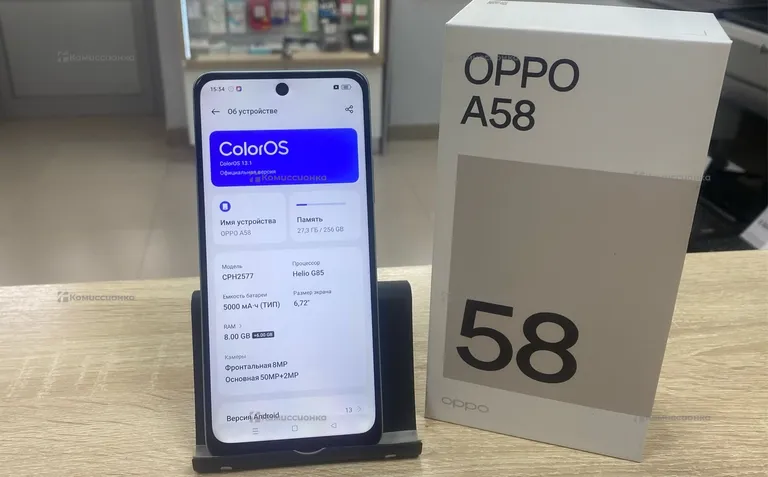 Комиссионка
Комиссионка
15:34
Об устройстве
ColorOS
ColorOS 13.1
Официальная версия
Комиссионка
Имя устройства
OPPO A58
Память
27,3 ГБ / 256 GB
Модель
CPH2577
Процессор
Helio G85
Емкость батареи
5000 мА·ч (ТИП)
Размер экрана
6,72"
RAM
8.00 GB +8.00 GB
Камеры
Фронтальная 8MP
Основная 50MP+2MP
Версия Android
13
Комиссионка
OPPO
A58
Комиссионка
58
oppo
Комиссионка
Комиссионка